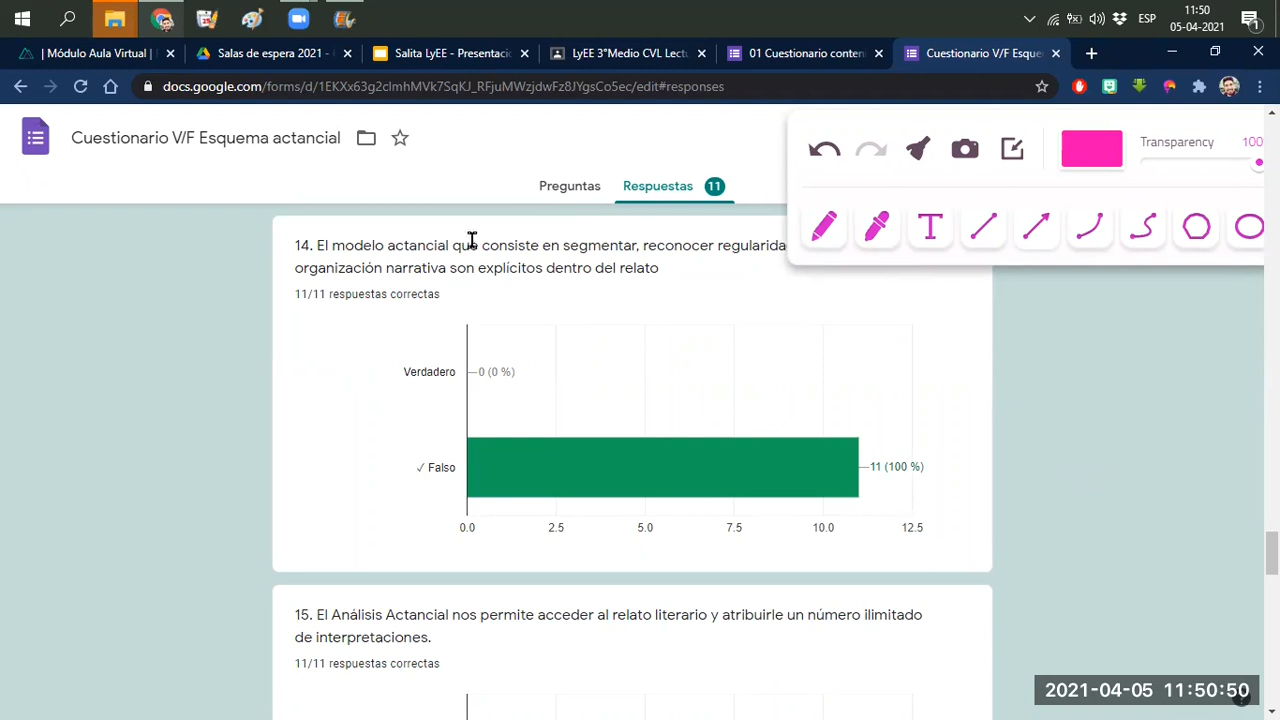 11:50
ESP
05-04-2021
| Módulo Aula Virtual |
Salas de espera 2021 -
Salita LyEE - Presentacio
LyEE 3°Medio CVL Lectu
01 Cuestionario conten
Cuestionario V/F Esque
docs.google.com/forms/d/1EKXx63g2clmfiMVk7SqKL_RFjuMWzjdwFz8JYgsCo5ec/edit#responses
Cuestionario V/F Esquema actancial
Transparency 100
Preguntas
Respuestas 11
14. El modelo actancial que consiste en segmentar, reconocer regularida
organización narrativa son explícitos dentro del relato
11/11 respuestas correctas
Verdadero
0 (0 %)
✓ Falso
11 (100 %)
0.0 2.5 5.0 7.5 10.0 12.5
15. El Análisis Actancial nos permite acceder al relato literario y atribuirle un número ilimitado
de interpretaciones.
11/11 respuestas correctas
2021-04-05 11:50:50